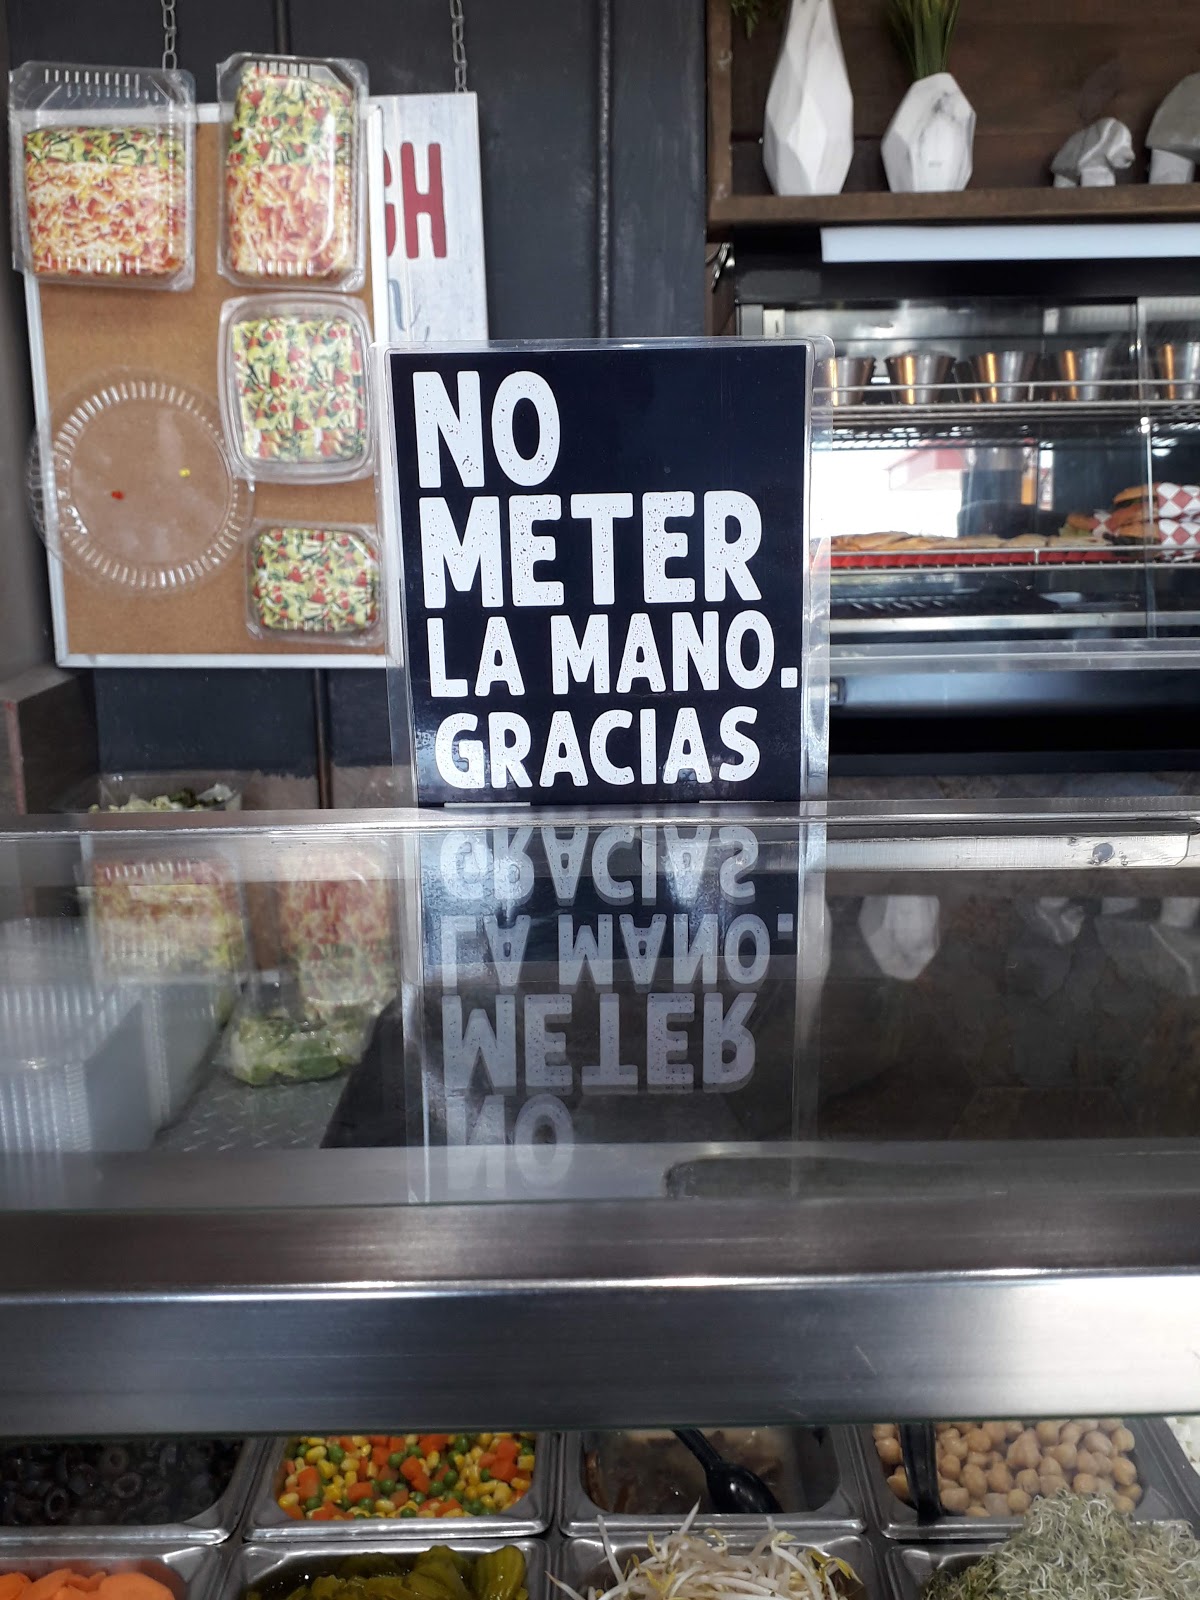 NO
METER
LA MANO.
GRACIAS